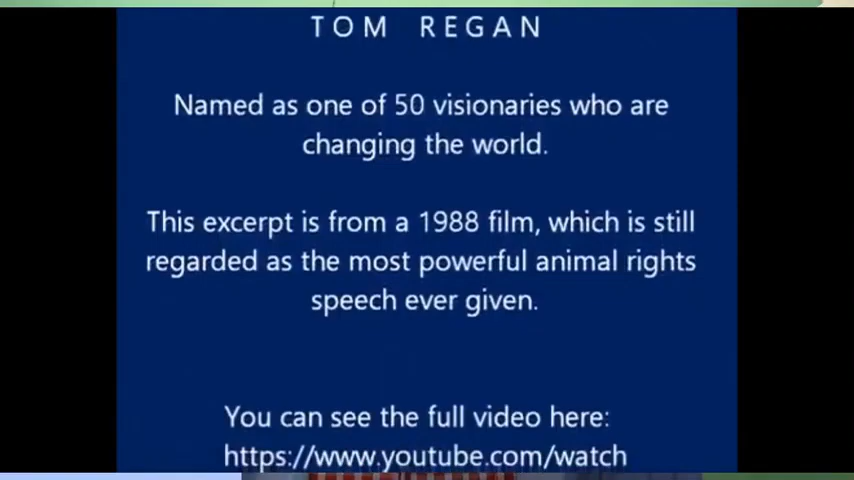 TOM REGAN
Named as one of 50 visionaries who are
changing the world.
This excerpt is from a 1988 film, which is still
regarded as the most powerful animal rights
speech ever given.
You can see the full video here:
https://www.youtube.com/watch